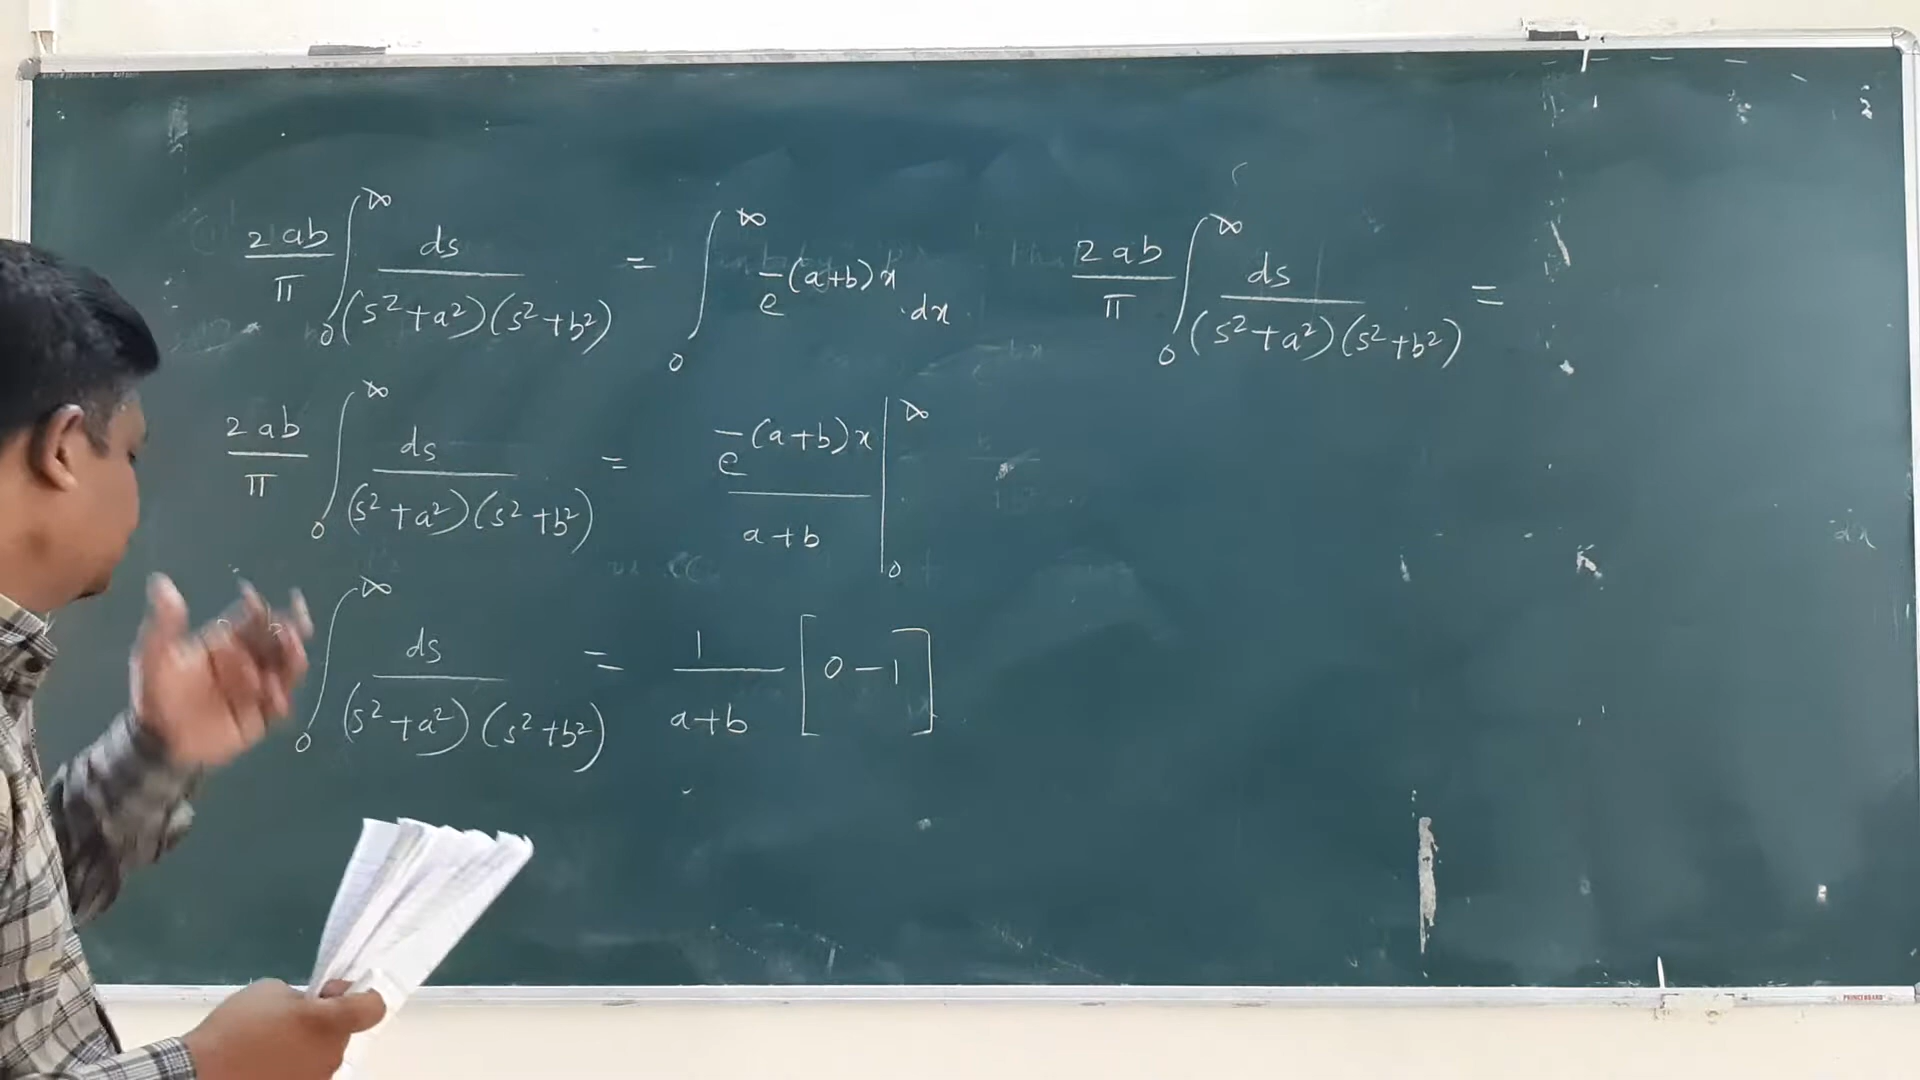 2ab/π ∫₀^∞ ds/((s²+a²)(s²+b²)) = ∫₀^∞ e^-(a+b)x .dx
2ab/π ∫₀^∞ ds/((s²+a²)(s²+b²)) = e^-(a+b)x/(a+b) |₀^∞
∫₀^∞ ds/((s²+a²)(s²+b²)) = 1/(a+b) [0-1]
2ab/π ∫₀^∞ ds/((s²+a²)(s²+b²)) =